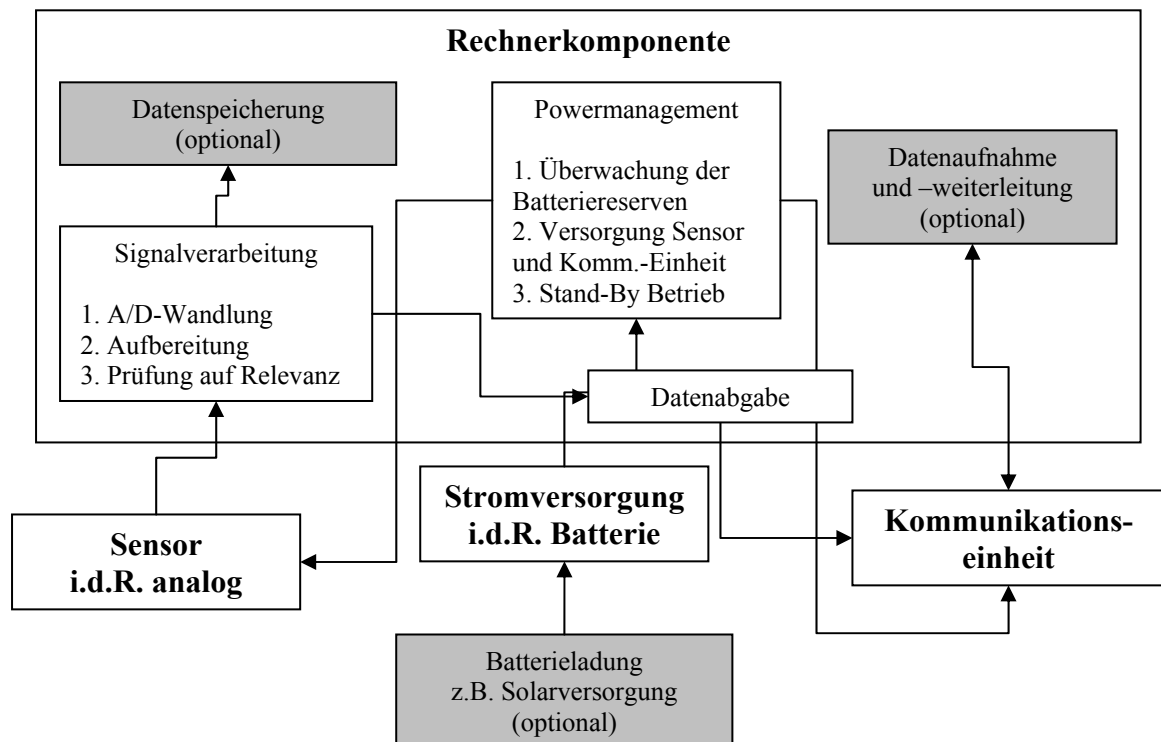 Rechnerkomponente
Datenspeicherung
(optional)
Powermanagement
1. Überwachung der
Batteriereserven
2. Versorgung Sensor
und Komm.-Einheit
3. Stand-By Betrieb
Datenaufnahme
und –weiterleitung
(optional)
Signalverarbeitung
1. A/D-Wandlung
2. Aufbereitung
3. Prüfung auf Relevanz
Datenabgabe
Sensor
i.d.R. analog
Stromversorgung
i.d.R. Batterie
Kommunikations-
einheit
Batterieladung
z.B. Solarversorgung
(optional)